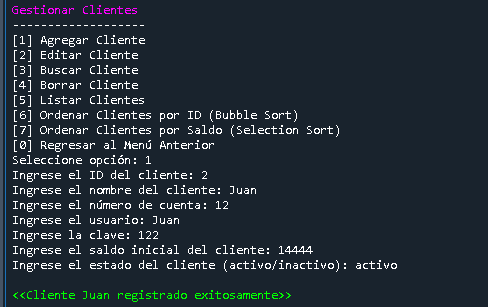 Gestionar Clientes
-------------------
[1] Agregar Cliente
[2] Editar Cliente
[3] Buscar Cliente
[4] Borrar Cliente
[5] Listar Clientes
[6] Ordenar Clientes por ID (Bubble Sort)
[7] Ordenar Clientes por Saldo (Selection Sort)
[0] Regresar al Menú Anterior
Seleccione opción: 1
Ingrese el ID del cliente: 2
Ingrese el nombre del cliente: Juan
Ingrese el número de cuenta: 12
Ingrese el usuario: Juan
Ingrese la clave: 122
Ingrese el saldo inicial del cliente: 14444
Ingrese el estado del cliente (activo/inactivo): activo
<<Cliente Juan registrado exitosamente>>